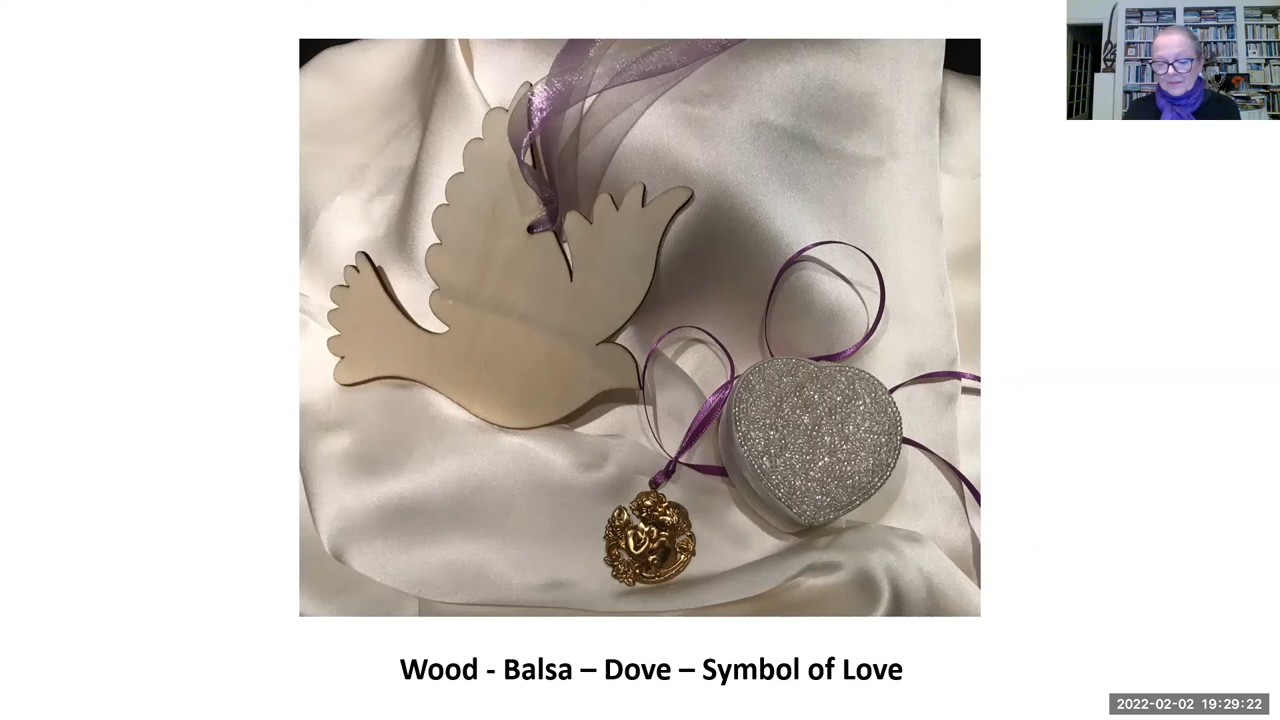 Wood - Balsa – Dove – Symbol of Love
2022-02-02 19:29:22